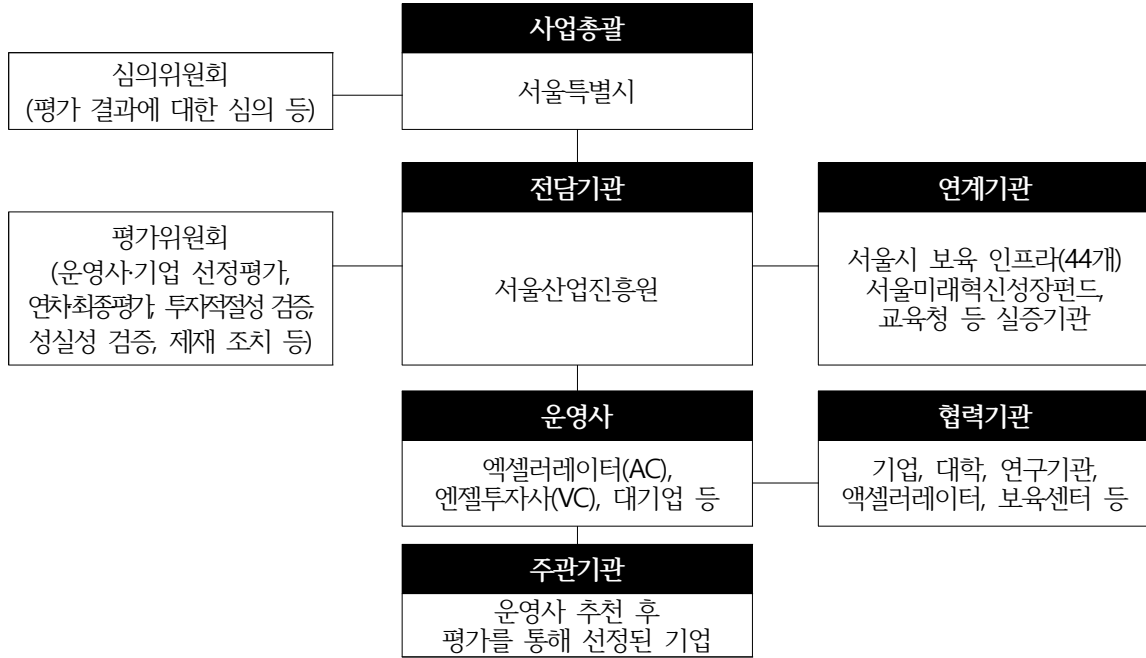 사업총괄
서울특별시
심의위원회
(평가 결과에 대한 심의 등)
전담기관
서울산업진흥원
평가위원회
(운영사·기업 선정평가,
연차·최종평가, 투자적절성 검증,
성실성 검증, 제재 조치 등)
연계기관
서울시 보육 인프라(44개)
서울미래혁신성장펀드,
교육청 등 실증기관
운영사
엑셀러레이터(AC),
엔젤투자사(VC), 대기업 등
협력기관
기업, 대학, 연구기관,
액셀러레이터, 보육센터 등
주관기관
운영사 추천 후
평가를 통해 선정된 기업